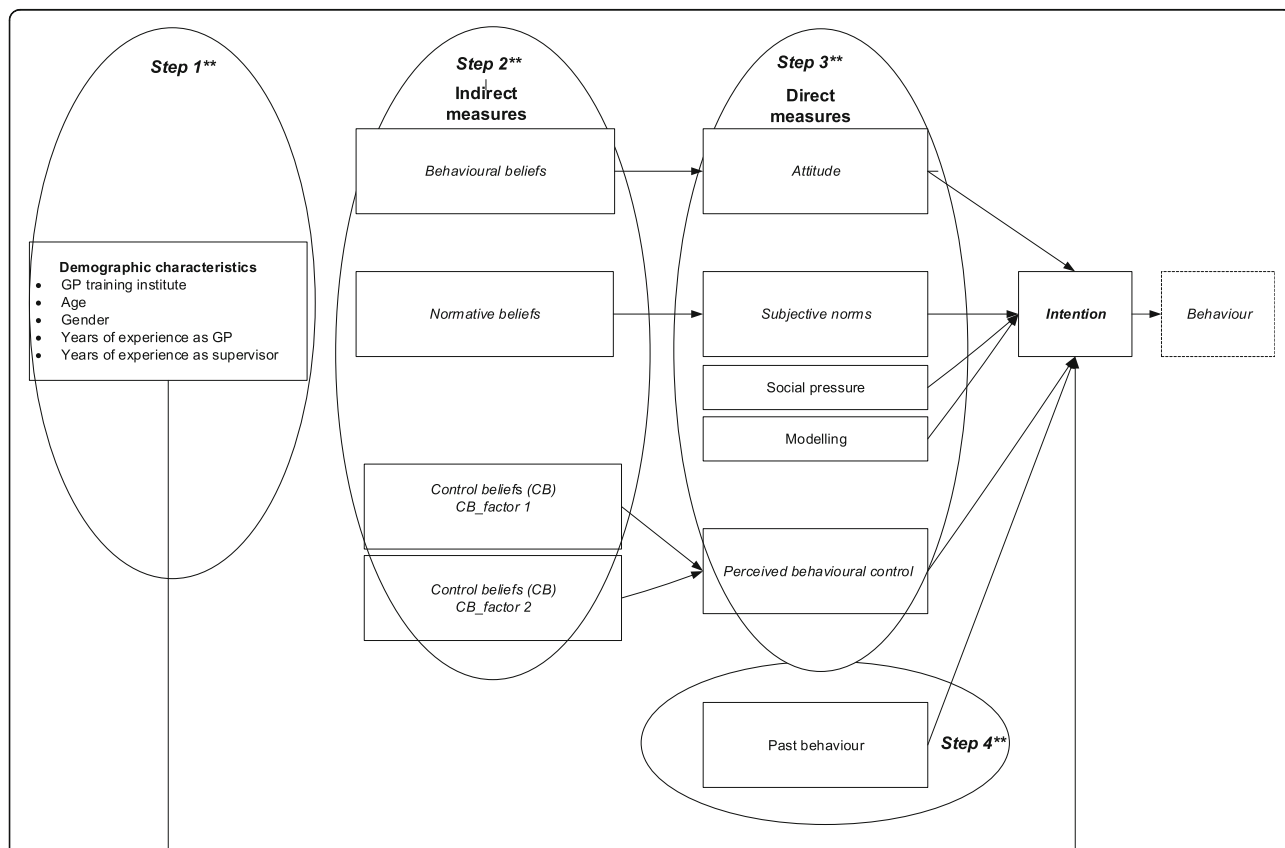 Step 1**
Demographic characteristics
• GP training institute
• Age
• Gender
• Years of experience as GP
• Years of experience as supervisor
Step 2**
Indirect
measures
Behavioural beliefs
Normative beliefs
Control beliefs (CB)
CB_factor 1
Control beliefs (CB)
CB_factor 2
Step 3**
Direct
measures
Attitude
Subjective norms
Social pressure
Modelling
Perceived behavioural control
Past behaviour
Step 4**
Intention
Behaviour